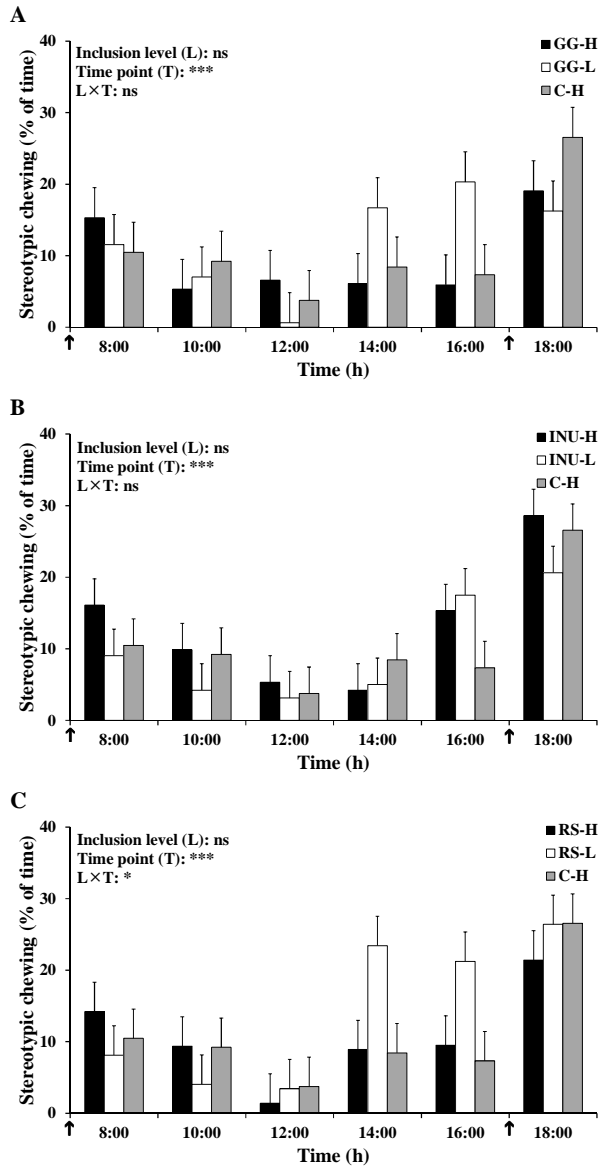 A
Inclusion level (L): ns
Time point (T): ***
L×T: ns
GG-H
GG-L
C-H
Stereotypic chewing (% of time)
40
30
20
10
0
8:00 10:00 12:00 14:00 16:00 18:00
Time (h)
B
Inclusion level (L): ns
Time point (T): ***
L×T: ns
INU-H
INU-L
C-H
Stereotypic chewing (% of time)
40
30
20
10
0
8:00 10:00 12:00 14:00 16:00 18:00
Time (h)
C
Inclusion level (L): ns
Time point (T): ***
L×T: *
RS-H
RS-L
C-H
Stereotypic chewing (% of time)
40
30
20
10
0
8:00 10:00 12:00 14:00 16:00 18:00
Time (h)